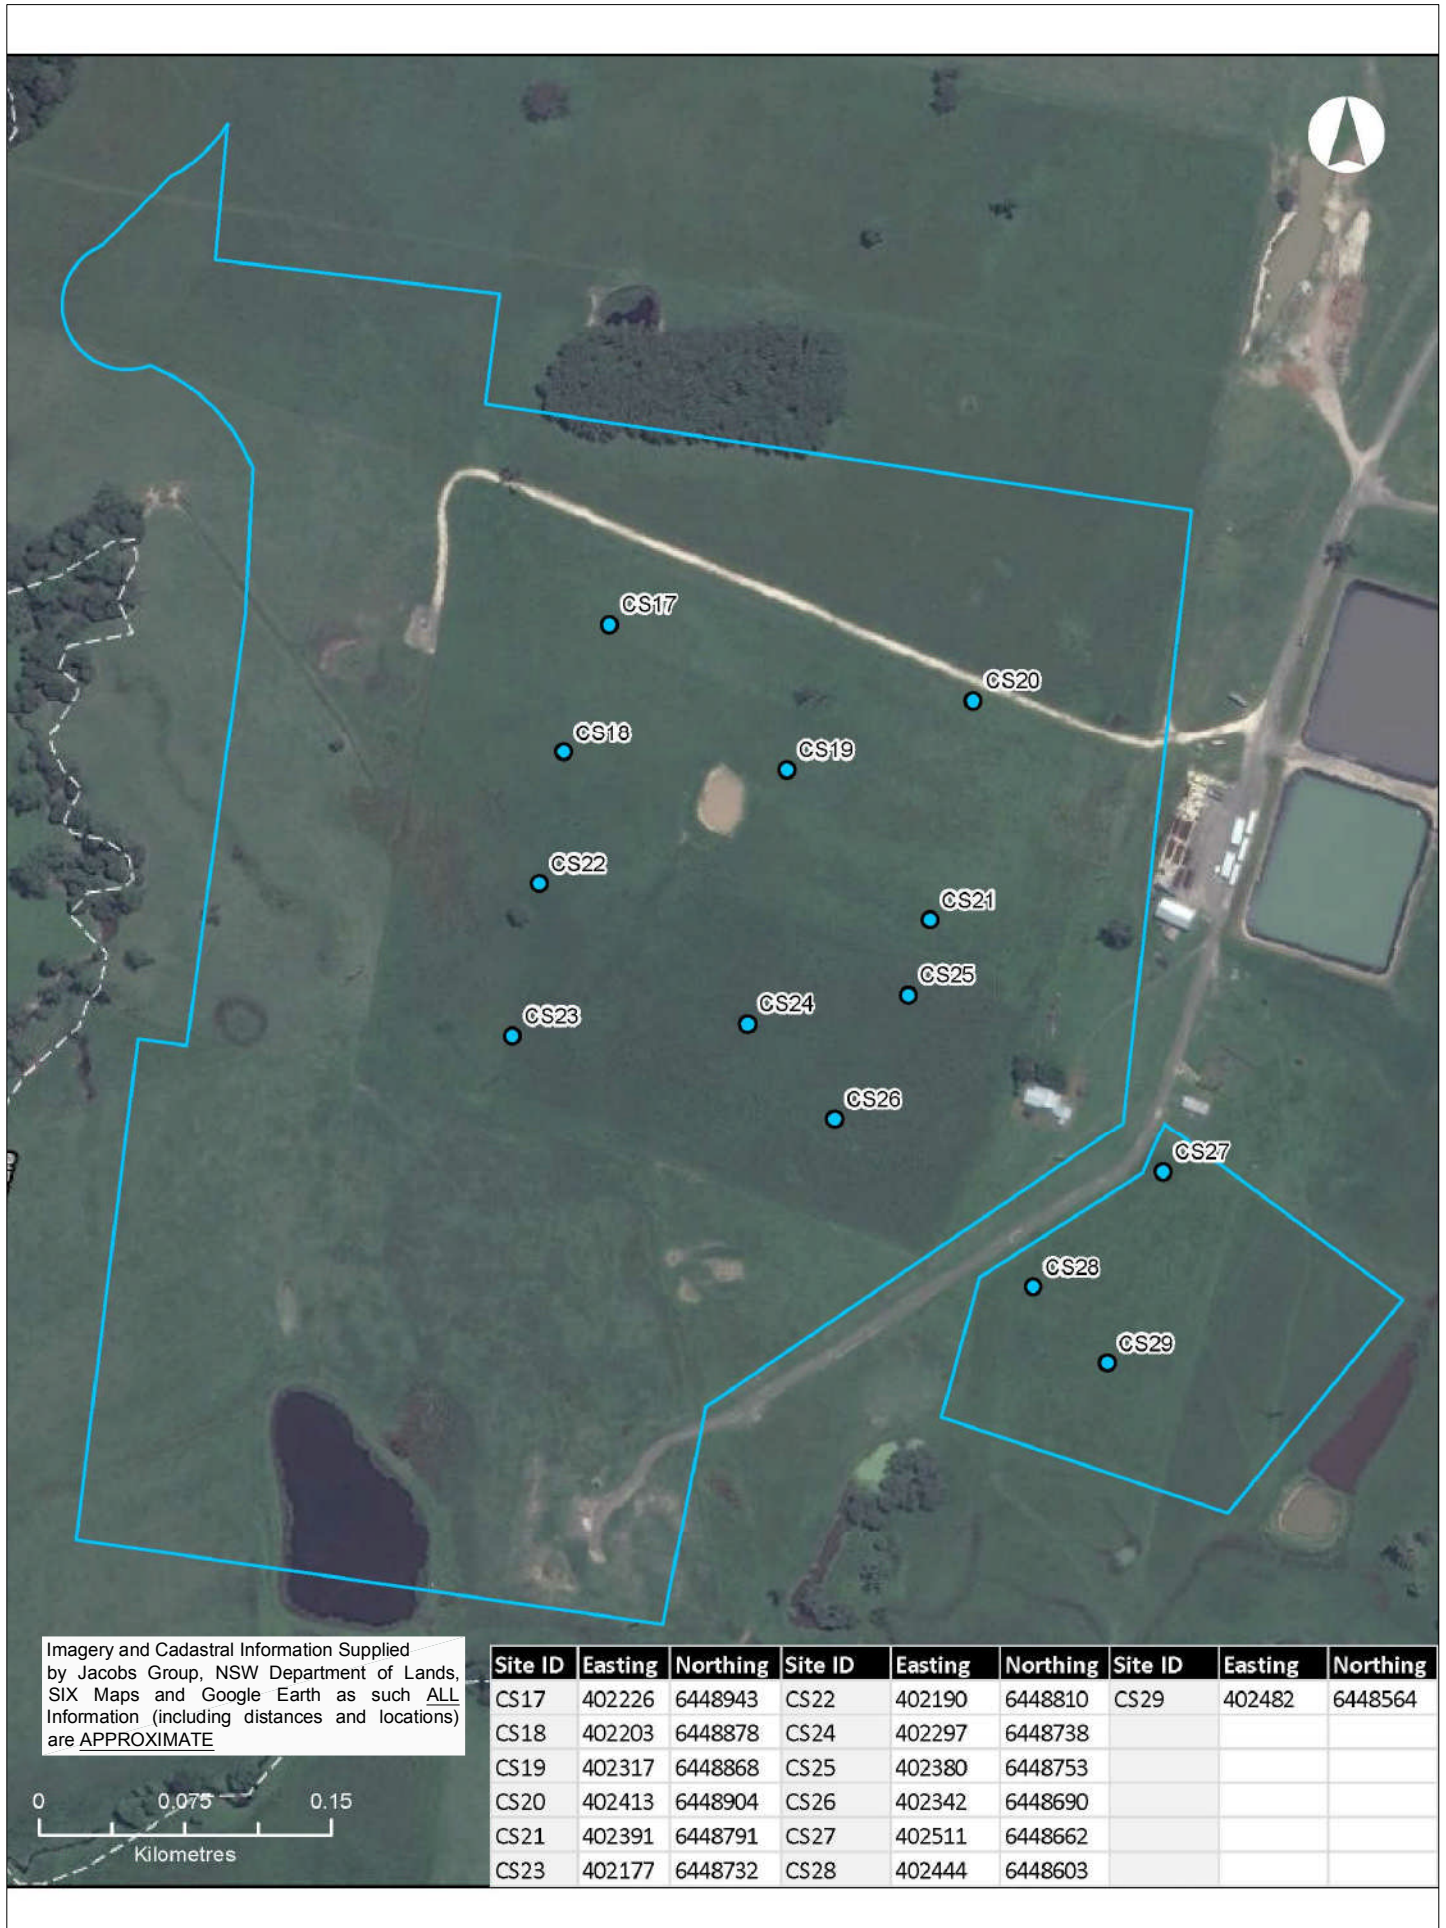 CS17
CS20
CS18
CS19
CS22
CS21
CS25
CS24
CS23
CS26
CS27
CS28
CS29
Imagery and Cadastral Information Supplied
by Jacobs Group, NSW Department of Lands,
SIX Maps and Google Earth as such ALL
Information (including distances and locations)
are APPROXIMATE
0 0.075 0.15
Kilometres
Site ID Easting Northing Site ID Easting Northing Site ID Easting Northing
CS17 402226 6448943 CS22 402190 6448810 CS29 402482 6448564
CS18 402203 6448878 CS24 402297 6448738
CS19 402317 6448868 CS25 402380 6448753
CS20 402413 6448904 CS26 402342 6448690
CS21 402391 6448791 CS27 402511 6448662
CS23 402177 6448732 CS28 402444 6448603